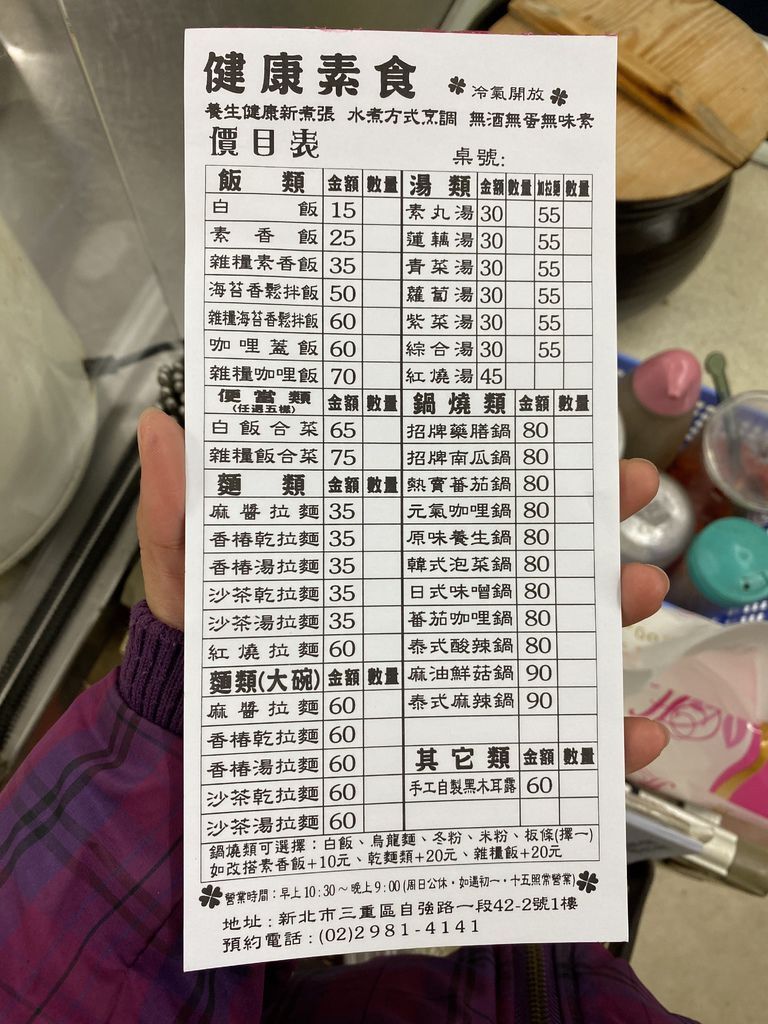 健康素食 冷氣開放
養生健康新煮張 水煮方式烹調 無酒無蛋無味素
價目表 桌號:
飯類 金額 數量
白飯 15
素香飯 25
雜糧素香飯 35
海苔香鬆拌飯 50
雜糧海苔香鬆拌飯 60
咖哩蓋飯 60
雜糧咖哩飯 70
便當類(任選五樣) 金額 數量
白飯合菜 65
雜糧飯合菜 75
麵類 金額 數量
麻醬拉麵 35
香椿乾拉麵 35
香椿湯拉麵 35
沙茶乾拉麵 35
沙茶湯拉麵 35
紅燒拉麵 60
麵類(大碗) 金額 數量
麻醬拉麵 60
香椿乾拉麵 60
香椿湯拉麵 60
沙茶乾拉麵 60
沙茶湯拉麵 60
湯類 金額 數量 加拉麵 數量
素丸湯 30 55
蓮藕湯 30 55
青菜湯 30 55
蘿蔔湯 30 55
紫菜湯 30 55
綜合湯 30 55
紅燒湯 45
鍋燒類 金額 數量
招牌藥膳鍋 80
招牌南瓜鍋 80
熱賣蕃茄鍋 80
元氣咖哩鍋 80
原味養生鍋 80
韓式泡菜鍋 80
日式味噌鍋 80
蕃茄咖哩鍋 80
泰式酸辣鍋 80
麻油鮮菇鍋 90
泰式麻辣鍋 90
其它類 金額 數量
手工自製黑木耳露 60
鍋燒類可選擇：白飯、烏龍麵、冬粉、米粉、板條(擇一)
如改搭素香飯+10元、乾麵類+20元、雜糧飯+20元
營業時間：早上10:30～晚上9:00(周日公休‧如遇初一‧十五照常營業)
地址：新北市三重區自強路一段42-2號1樓
預約電話：(02)2981-4141